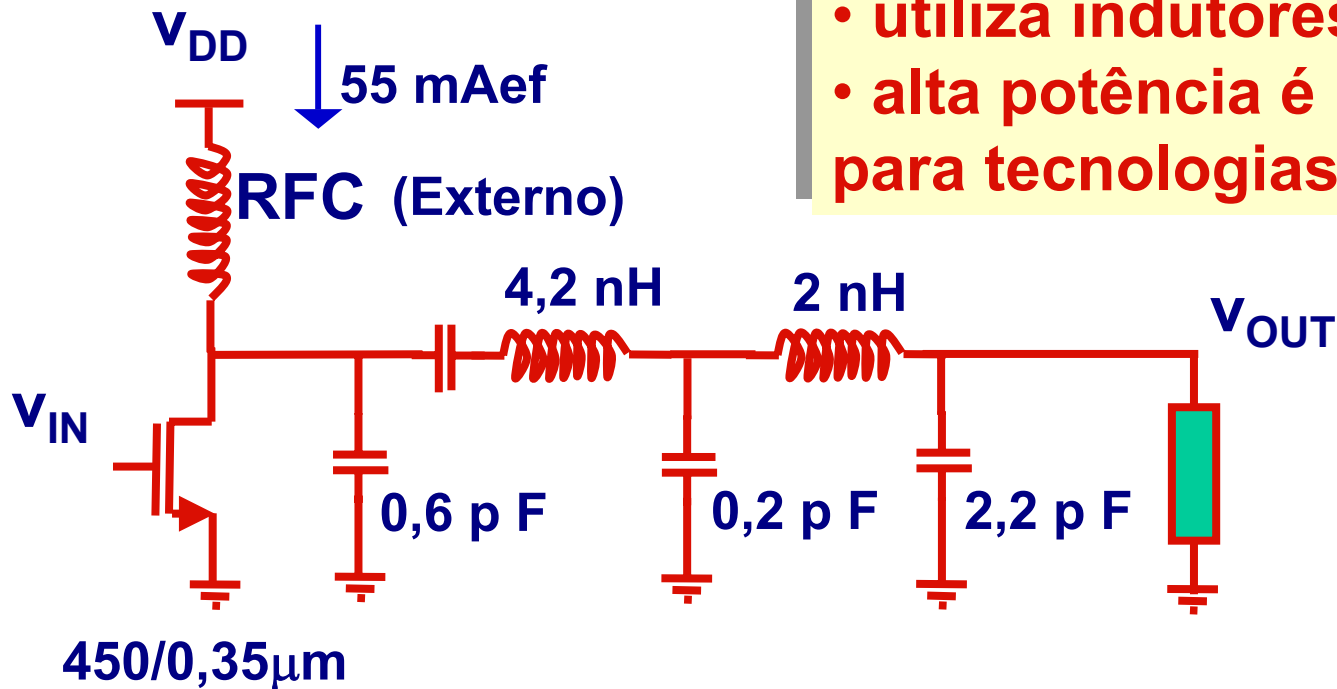 • utiliza indutores
• alta potência é
para tecnologias
vDD
55 mAef
RFC (Externo)
4,2 nH
2 nH
vOUT
vIN
0,6 p F
0,2 p F
2,2 p F
450/0,35μm